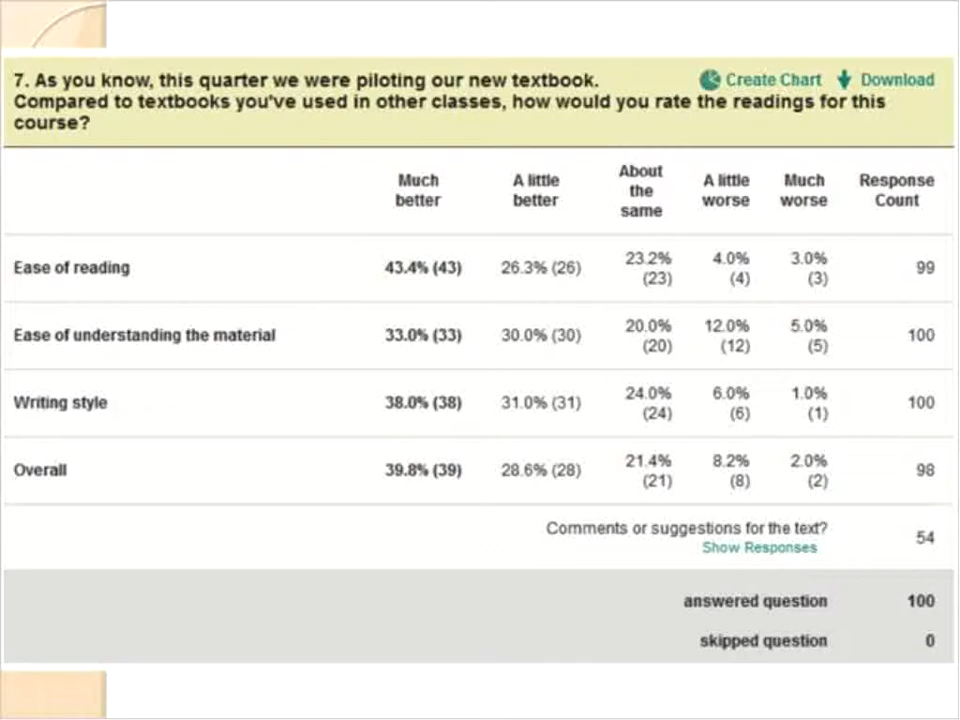 7. As you know, this quarter we were piloting our new textbook. Create Chart Download
Compared to textbooks you've used in other classes, how would you rate the readings for this
course?
Much better A little better About the same A little worse Much worse Response Count
Ease of reading 43.4% (43) 26.3% (26) 23.2% (23) 4.0% (4) 3.0% (3) 99
Ease of understanding the material 33.0% (33) 30.0% (30) 20.0% (20) 12.0% (12) 5.0% (5) 100
Writing style 38.0% (38) 31.0% (31) 24.0% (24) 6.0% (6) 1.0% (1) 100
Overall 39.8% (39) 28.6% (28) 21.4% (21) 8.2% (8) 2.0% (2) 98
Comments or suggestions for the text? 54
Show Responses
answered question 100
skipped question 0